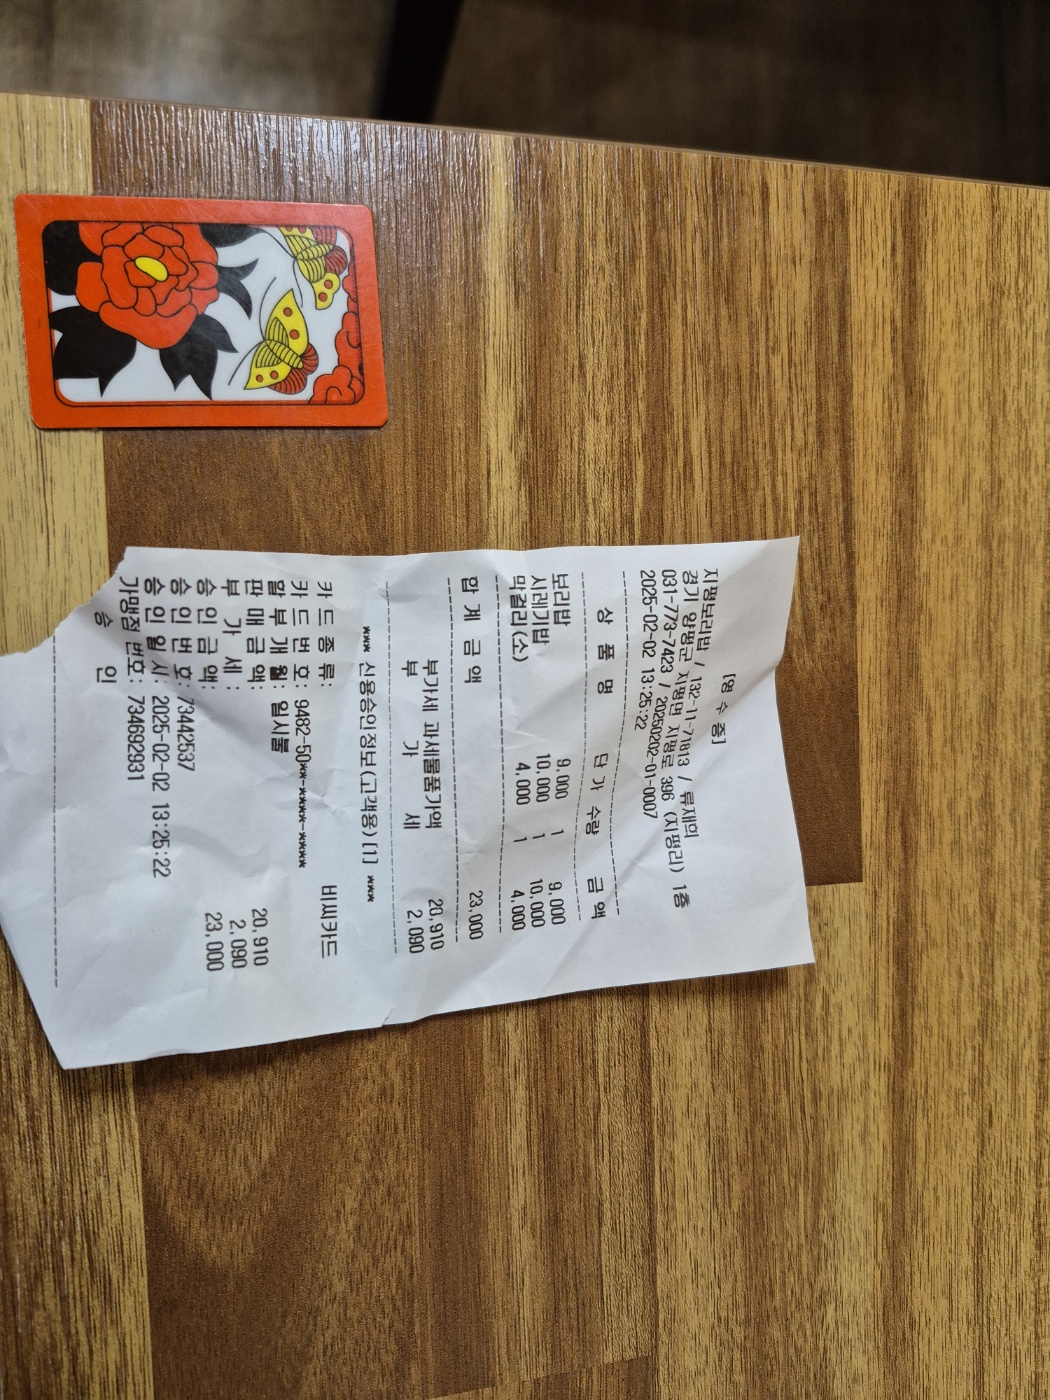 [영 수 증]
지평보리밥 / 132-11-71813 / 류재희
경기 양평군 지평면 지평로 396 (지평리) 1층
031-773-7423 / 20250202-01-0007
2025-02-02 13:25:22
상 품 명 단 가 수량 금 액
보리밥 9,000 1 9,000
시래기밥 10,000 1 10,000
막걸리(소) 4,000 1 4,000
합 계 금 액 23,000
부가세 과세물품가액 20,910
부 가 세 2,090
*** 신용승인정보(고객용) [1] ***
카 드 종 류: 비씨카드
카 드 번 호: 9482-50**-****-****
할 부 개 월: 일시불
판 매 금 액: 20,910
부 가 세 : 2,090
승 인 금 액: 23,000
승 인 번 호: 73442537
승 인 일 시: 2025-02-02 13:25:22
가맹점 번호: 734692931
승 인